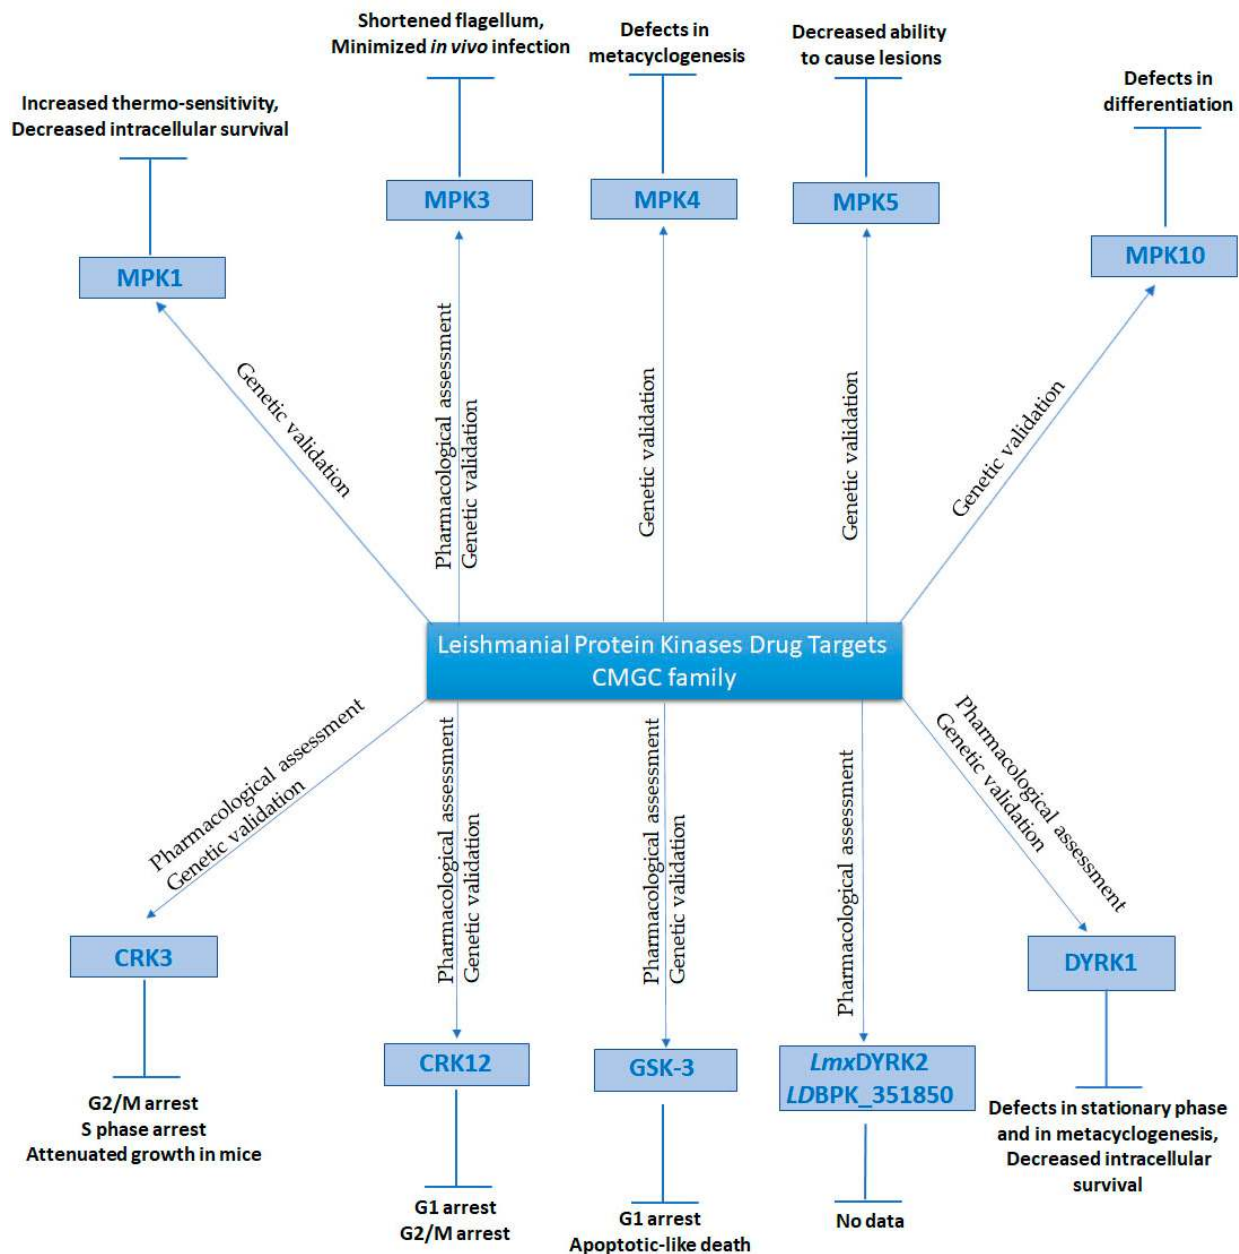 Shortened flagellum,
Minimized in vivo infection
Defects in
metacyclogenesis
Decreased ability
to cause lesions
Defects in
differentiation
Increased thermo-sensitivity,
Decreased intracellular survival
MPK3
MPK4
MPK5
MPK10
MPK1
Genetic validation
Pharmacological assessment
Genetic validation
Genetic validation
Genetic validation
Genetic validation
Leishmanial Protein Kinases Drug Targets
CMGC family
Pharmacological assessment
Genetic validation
Pharmacological assessment
Genetic validation
Pharmacological assessment
Genetic validation
Pharmacological assessment
Pharmacological assessment
Genetic validation
CRK3
CRK12
GSK-3
LmxDYRK2
LDBPK_351850
DYRK1
G2/M arrest
S phase arrest
Attenuated growth in mice
G1 arrest
G2/M arrest
G1 arrest
Apoptotic-like death
No data
Defects in stationary phase
and in metacyclogenesis,
Decreased intracellular
survival